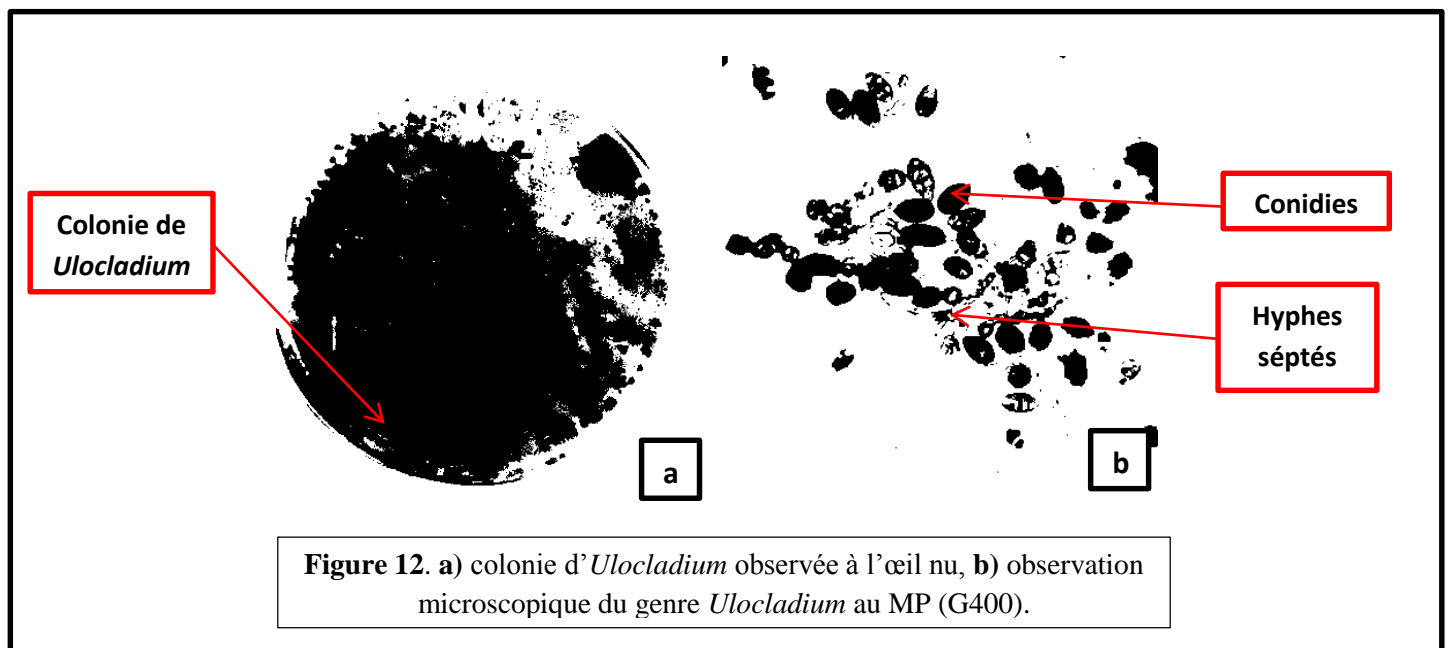 Colonie de
Ulocladium
Conidies
Hyphes
séptés
a
b
Figure 12. a) colonie d’Ulocladium observée à l’œil nu, b) observation
microscopique du genre Ulocladium au MP (G400).